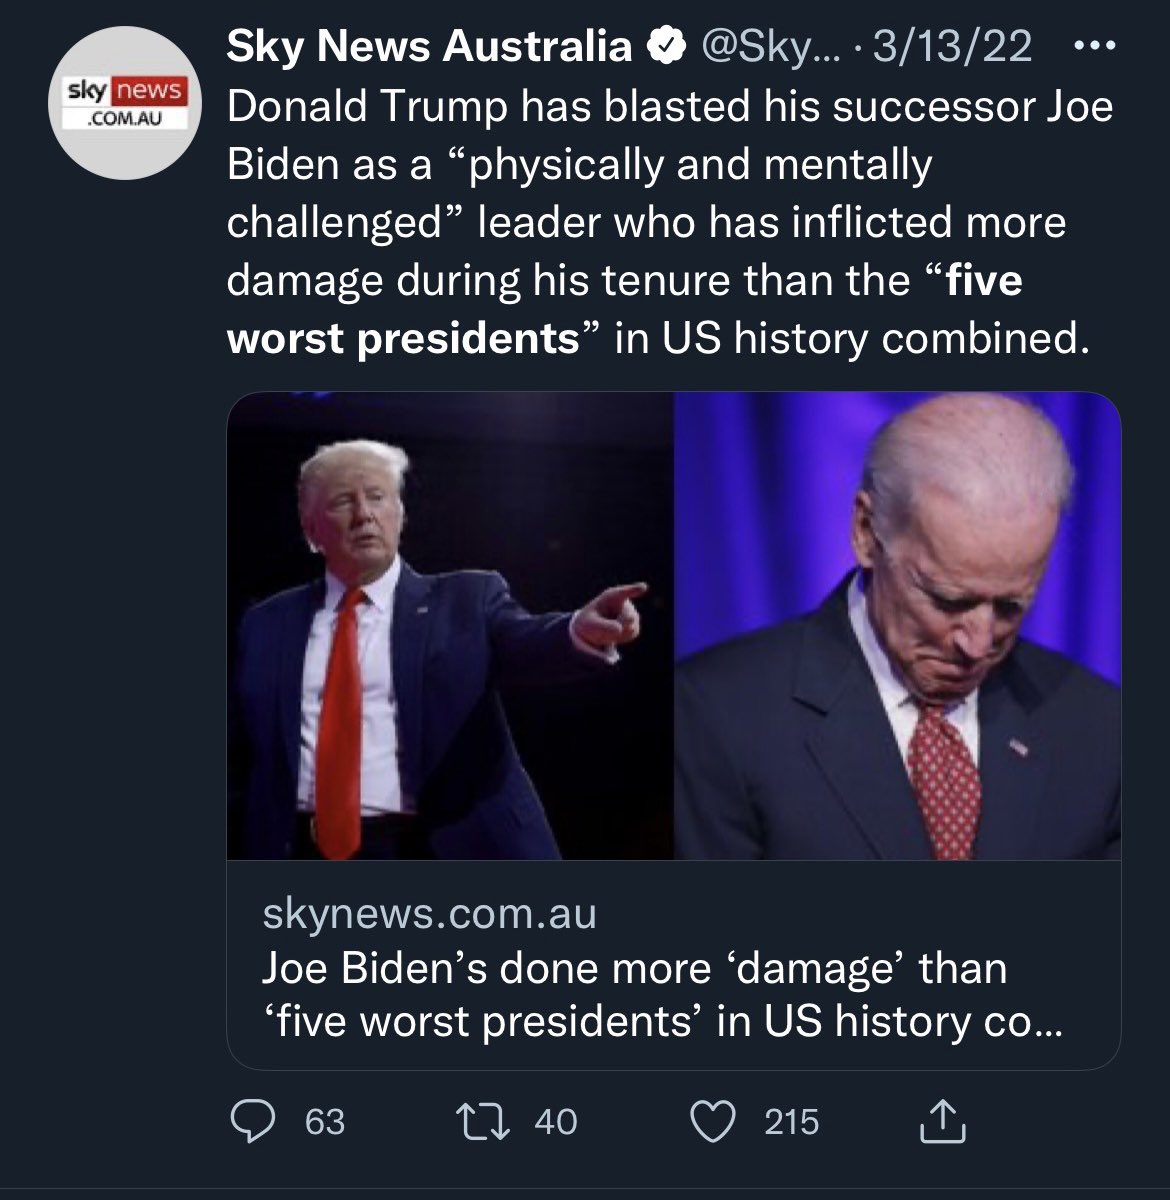 Sky News Australia @Sky... · 3/13/22
sky news
.COM.AU
Donald Trump has blasted his successor Joe
Biden as a “physically and mentally
challenged” leader who has inflicted more
damage during his tenure than the “five
worst presidents” in US history combined.
skynews.com.au
Joe Biden’s done more ‘damage’ than
‘five worst presidents’ in US history co...
63 40 215